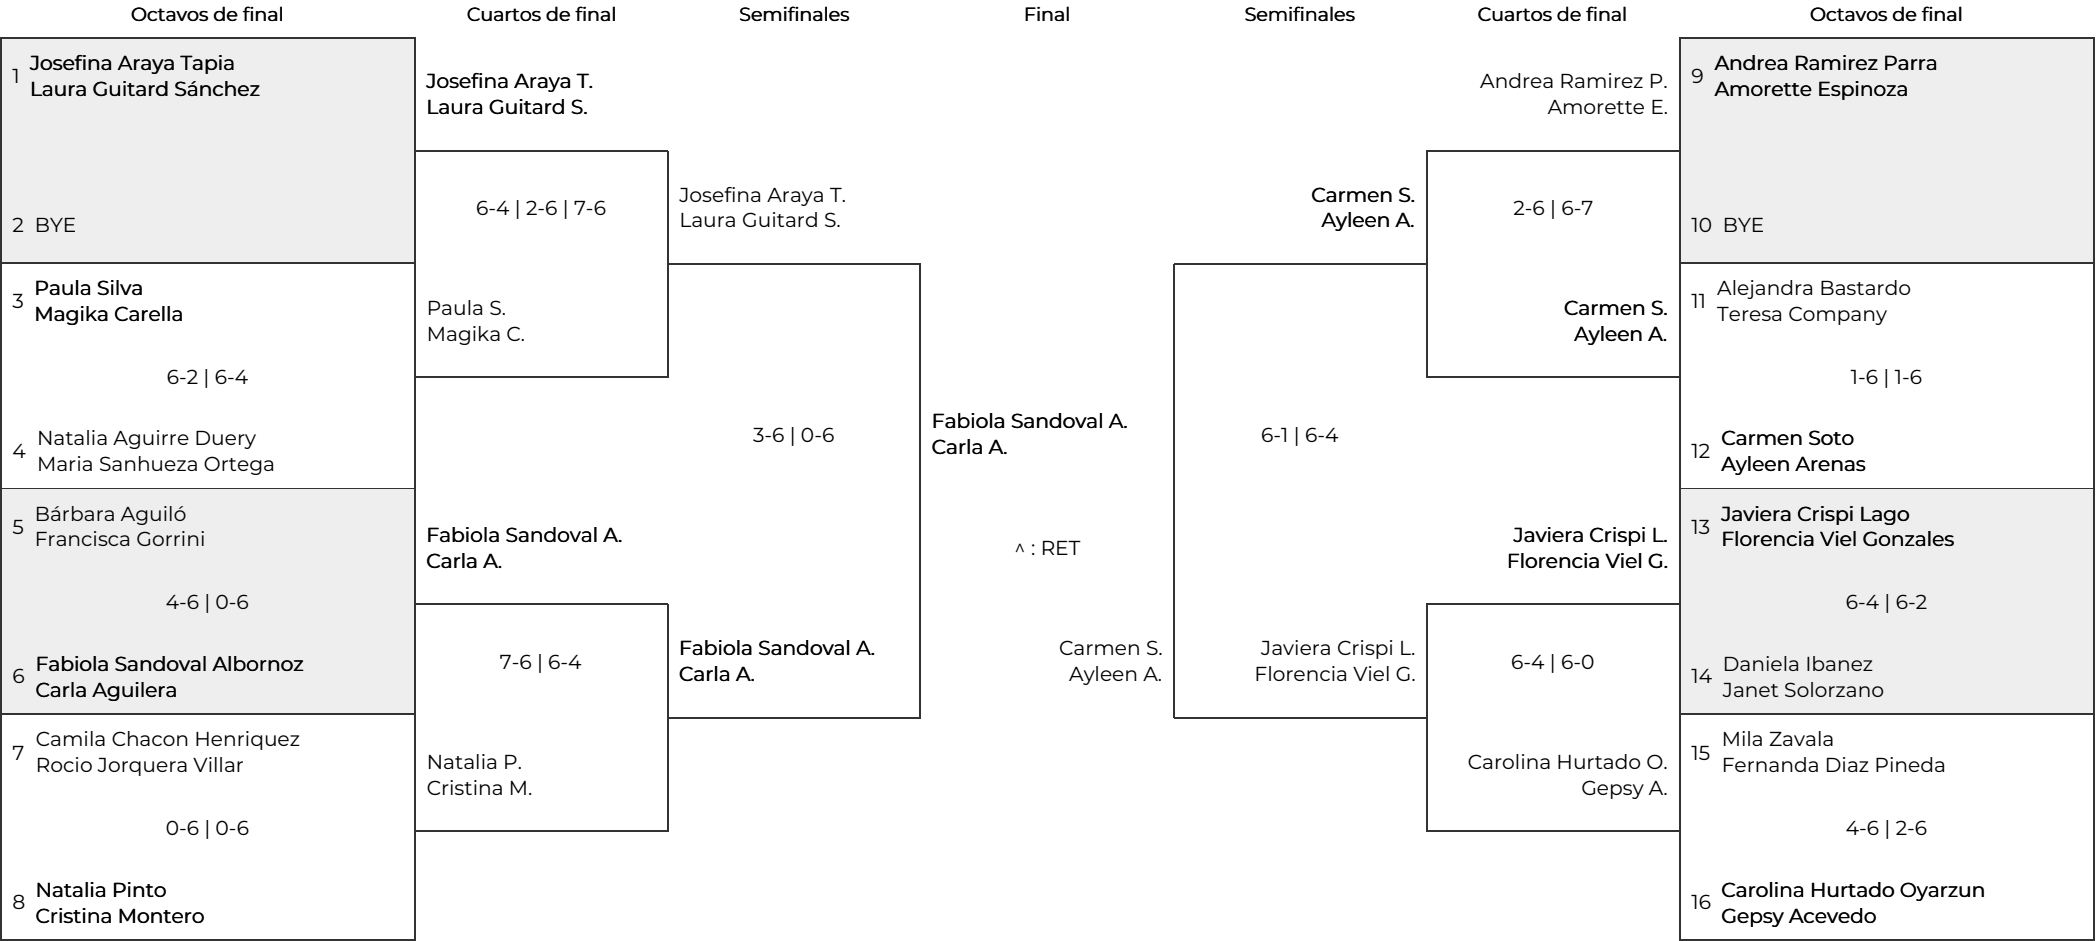 Octavos de final
Cuartos de final
Semifinales
Final
Semifinales
Cuartos de final
Octavos de final
1 Josefina Araya Tapia
Laura Guitard Sánchez
2 BYE
3 Paula Silva
Magika Carella
6-2 | 6-4
4 Natalia Aguirre Duery
Maria Sanhueza Ortega
5 Bárbara Aguiló
Francisca Gorrini
4-6 | 0-6
6 Fabiola Sandoval Albornoz
Carla Aguilera
7 Camila Chacon Henriquez
Rocio Jorquera Villar
0-6 | 0-6
8 Natalia Pinto
Cristina Montero
Josefina Araya T.
Laura Guitard S.
6-4 | 2-6 | 7-6
Paula S.
Magika C.
Fabiola Sandoval A.
Carla A.
7-6 | 6-4
Natalia P.
Cristina M.
Josefina Araya T.
Laura Guitard S.
3-6 | 0-6
Fabiola Sandoval A.
Carla A.
Fabiola Sandoval A.
Carla A.
^ : RET
Carmen S.
Ayleen A.
Carmen S.
Ayleen A.
6-1 | 6-4
Javiera Crispi L.
Florencia Viel G.
Andrea Ramirez P.
Amorette E.
2-6 | 6-7
Carmen S.
Ayleen A.
Javiera Crispi L.
Florencia Viel G.
6-4 | 6-0
Carolina Hurtado O.
Gepsy A.
9 Andrea Ramirez Parra
Amorette Espinoza
10 BYE
11 Alejandra Bastardo
Teresa Company
1-6 | 1-6
12 Carmen Soto
Ayleen Arenas
13 Javiera Crispi Lago
Florencia Viel Gonzales
6-4 | 6-2
14 Daniela Ibanez
Janet Solorzano
15 Mila Zavala
Fernanda Diaz Pineda
4-6 | 2-6
16 Carolina Hurtado Oyarzun
Gepsy Acevedo